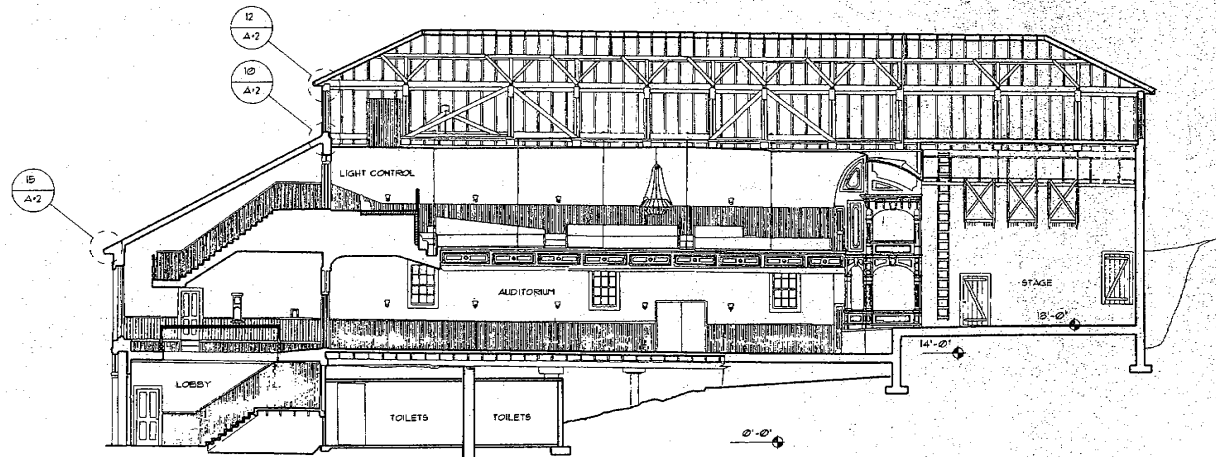 12
A•2
10
A•2
15
A•2
LIGHT CONTROL
AUDITORIUM
STAGE
18'-0"
14'-0"
LOBBY
TOILETS
TOILETS
0'-0"